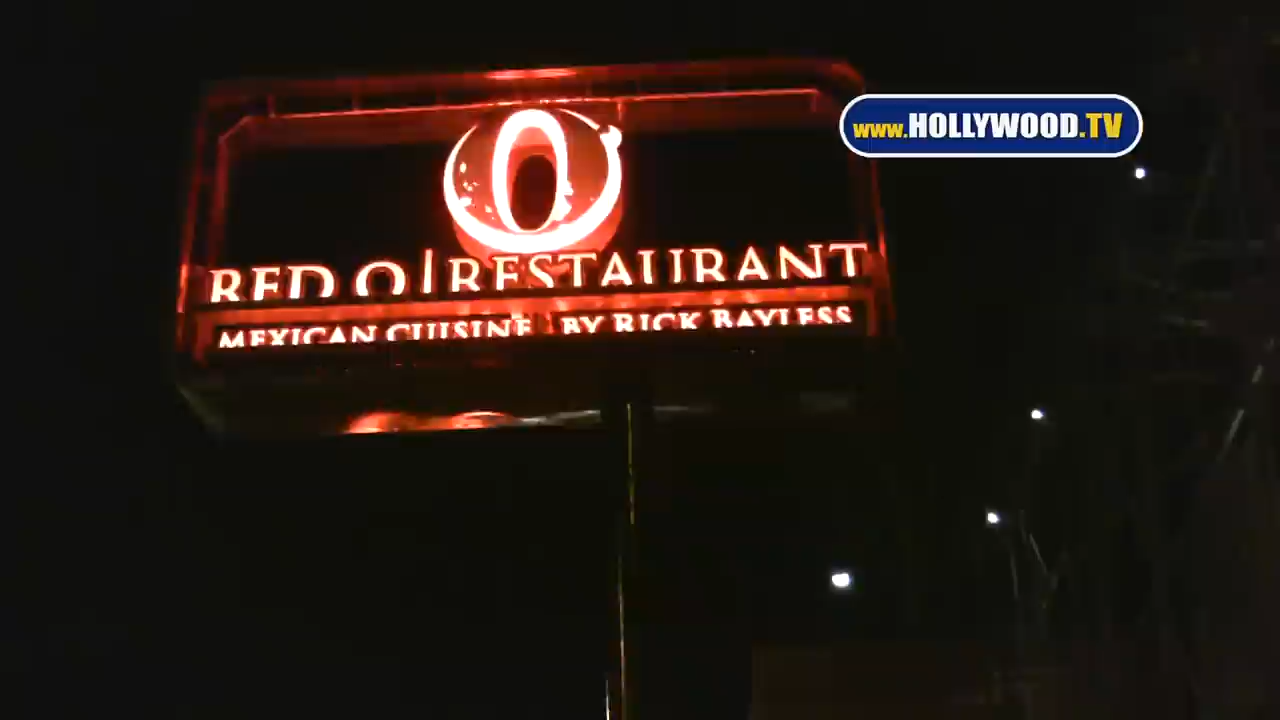 www.HOLLYWOOD.TV
O
RED O | RESTAURANT
MEXICAN CUISINE | BY RICK BAYLESS